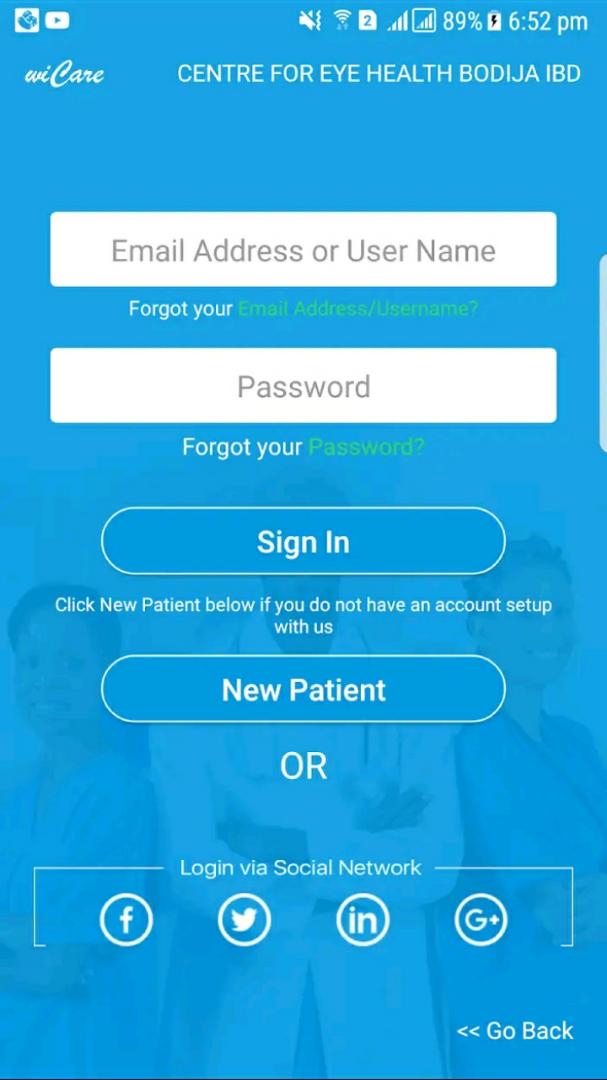 2 89% 6:52 pm
wiCare CENTRE FOR EYE HEALTH BODIJA IBD
Email Address or User Name
Forgot your Email Address/Username?
Password
Forgot your Password?
Sign In
Click New Patient below if you do not have an account setup
with us
New Patient
OR
Login via Social Network
f in G+
<< Go Back